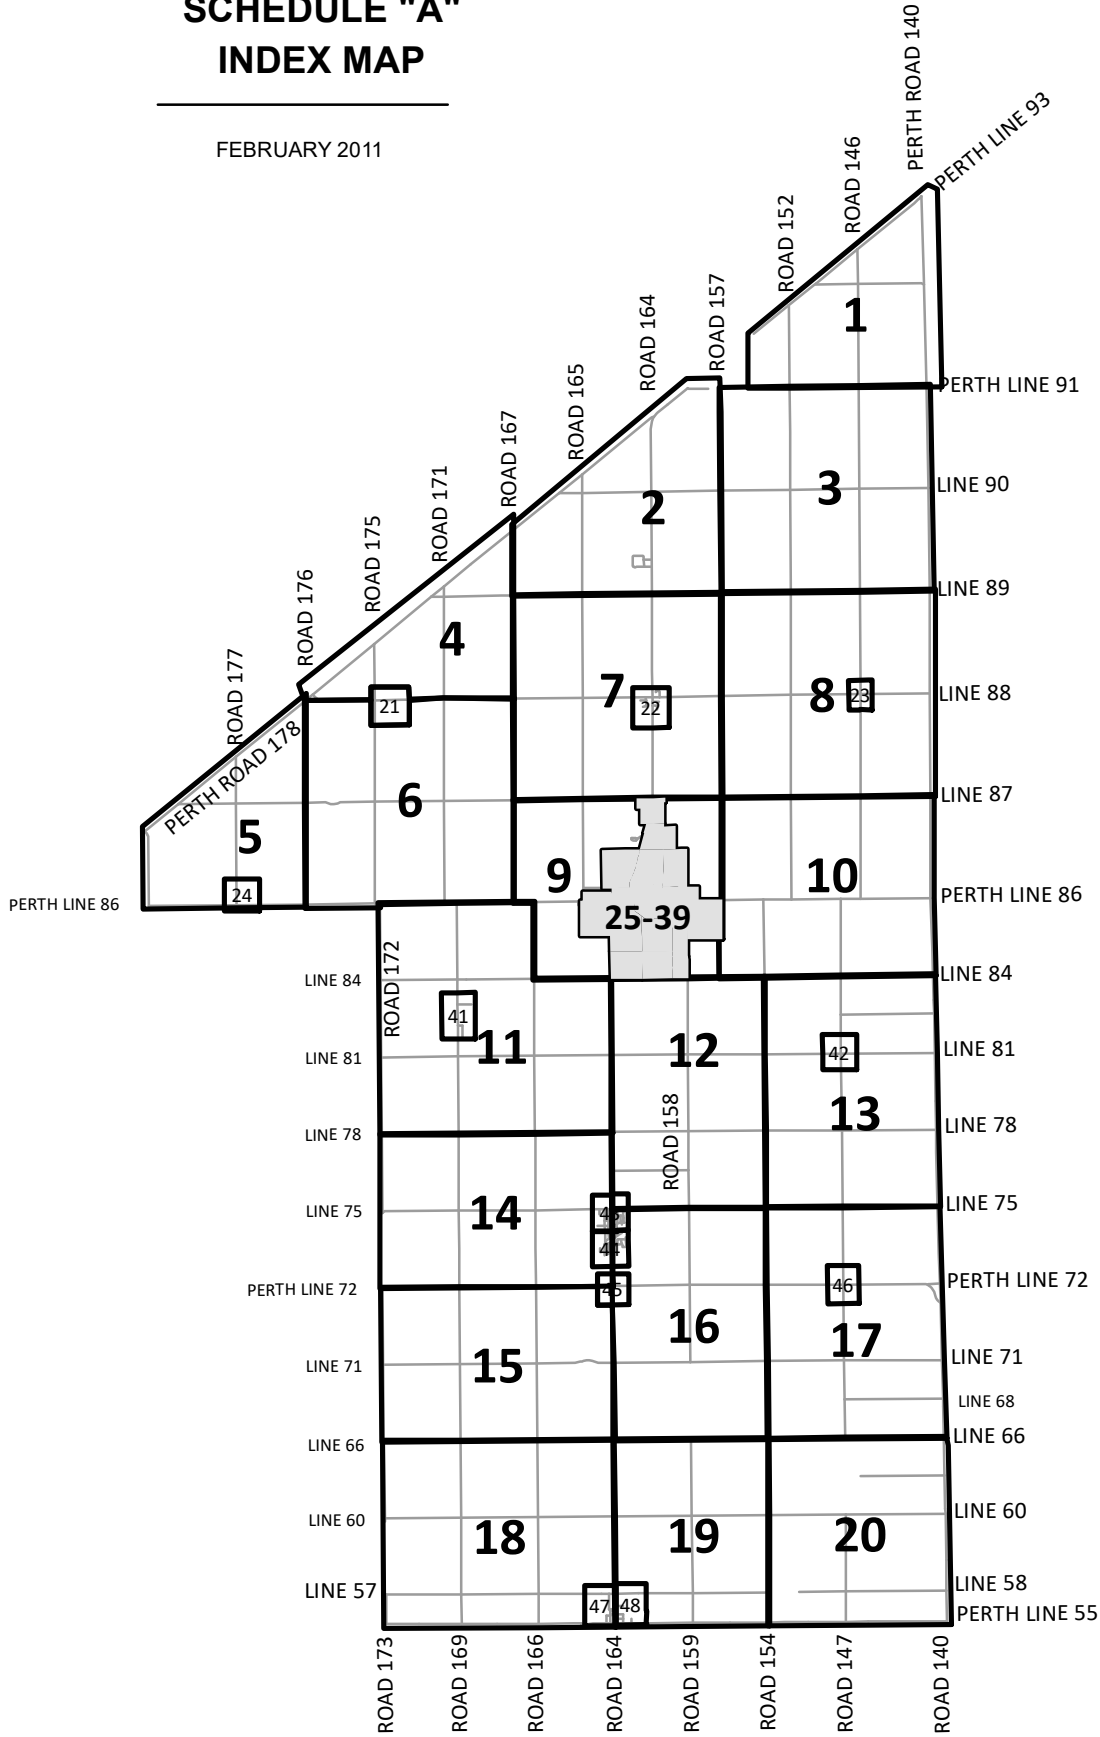 SCHEDULE "A"
INDEX MAP
FEBRUARY 2011
PERTH ROAD 140
PERTH LINE 93
ROAD 146
ROAD 152
ROAD 157
ROAD 164
ROAD 165
ROAD 167
ROAD 171
ROAD 175
ROAD 176
ROAD 177
PERTH ROAD 178
1
PERTH LINE 91
2
3
LINE 90
LINE 89
4
7
22
8
23
LINE 88
21
6
LINE 87
5
24
PERTH LINE 86
9
10
PERTH LINE 86
25-39
ROAD 172
LINE 84
LINE 84
41
11
12
42
LINE 81
LINE 81
13
ROAD 158
LINE 78
LINE 78
14
43
LINE 75
LINE 75
44
PERTH LINE 72
45
46
PERTH LINE 72
16
17
15
LINE 71
LINE 71
LINE 68
LINE 66
LINE 66
LINE 60
LINE 60
18
19
20
LINE 57
47
48
LINE 58
PERTH LINE 55
ROAD 173
ROAD 169
ROAD 166
ROAD 164
ROAD 159
ROAD 154
ROAD 147
ROAD 140